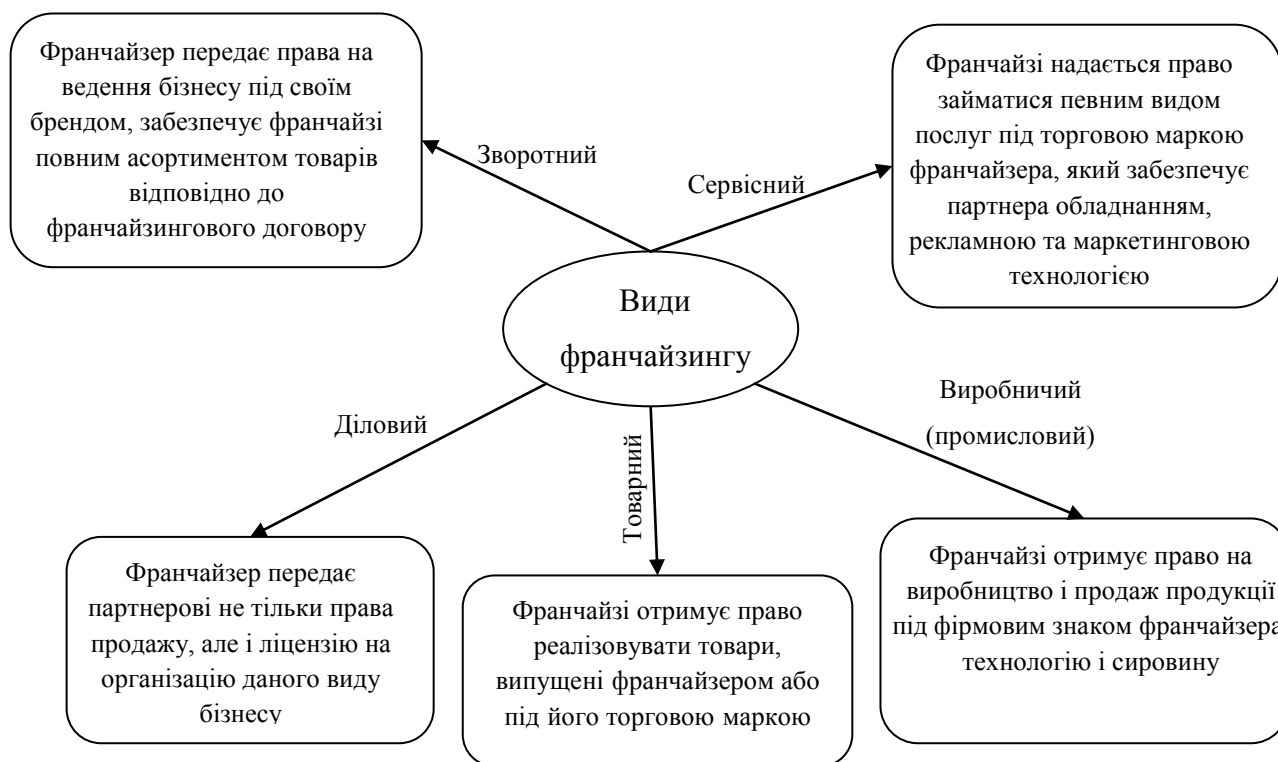 Франчайзер передає права на
ведення бізнесу під своїм
брендом, забезпечує франчайзі
повним асортиментом товарів
відповідно до
франчайзингового договору
Зворотний
Сервісний
Франчайзі надається право
займатися певним видом
послуг під торговою маркою
франчайзера, який забезпечує
партнера обладнанням,
рекламною та маркетинговою
технологією
Види
франчайзингу
Діловий
Товарний
Виробничий
(промисловий)
Франчайзер передає
партнерові не тільки права
продажу, але і ліцензію на
організацію даного виду
бізнесу
Франчайзі отримує право
реалізовувати товари,
випущені франчайзером або
під його торговою маркою
Франчайзі отримує право на
виробництво і продаж продукції
під фірмовим знаком франчайзера
технологію і сировину